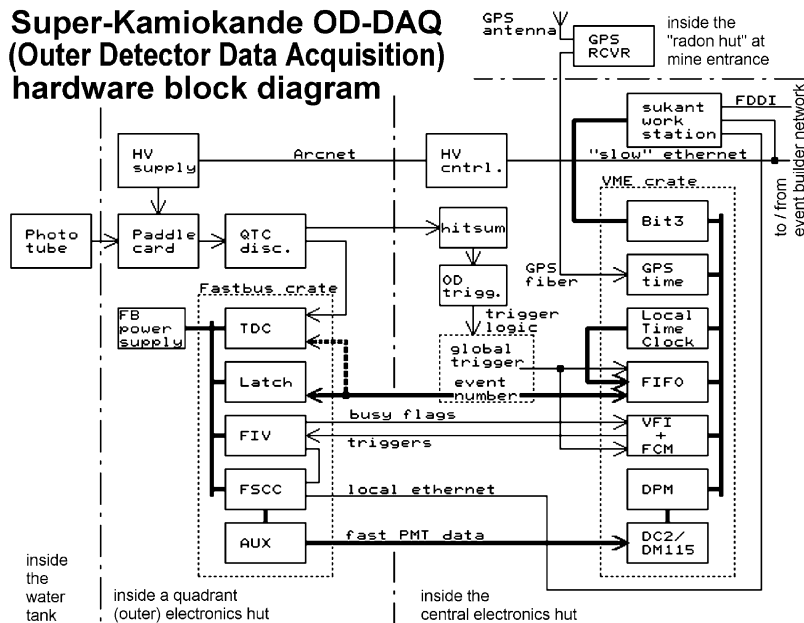 Super-Kamiokande OD-DAQ
(Outer Detector Data Acquisition)
hardware block diagram
GPS
antenna
GPS
RCVR
inside the
"radon hut" at
mine entrance
sukant
work
station
FDDI
HV
supply
Arcnet
HV
cntrl.
"slow" ethernet
to / from
event builder network
VME crate
Photo
tube
Paddle
card
QTC
disc.
hitsum
Bit3
OD
trigg.
GPS
fiber
GPS
time
Fastbus crate
FB
power
supply
TDC
trigger
logic
Local
Time
Clock
global
trigger
Latch
event
number
FIFO
FIV
busy flags
triggers
VFI
+
FCM
FSCC
local ethernet
DPM
AUX
fast PMT data
DC2/
DM115
inside
the
water
tank
inside a quadrant
(outer) electronics hut
inside the
central electronics hut